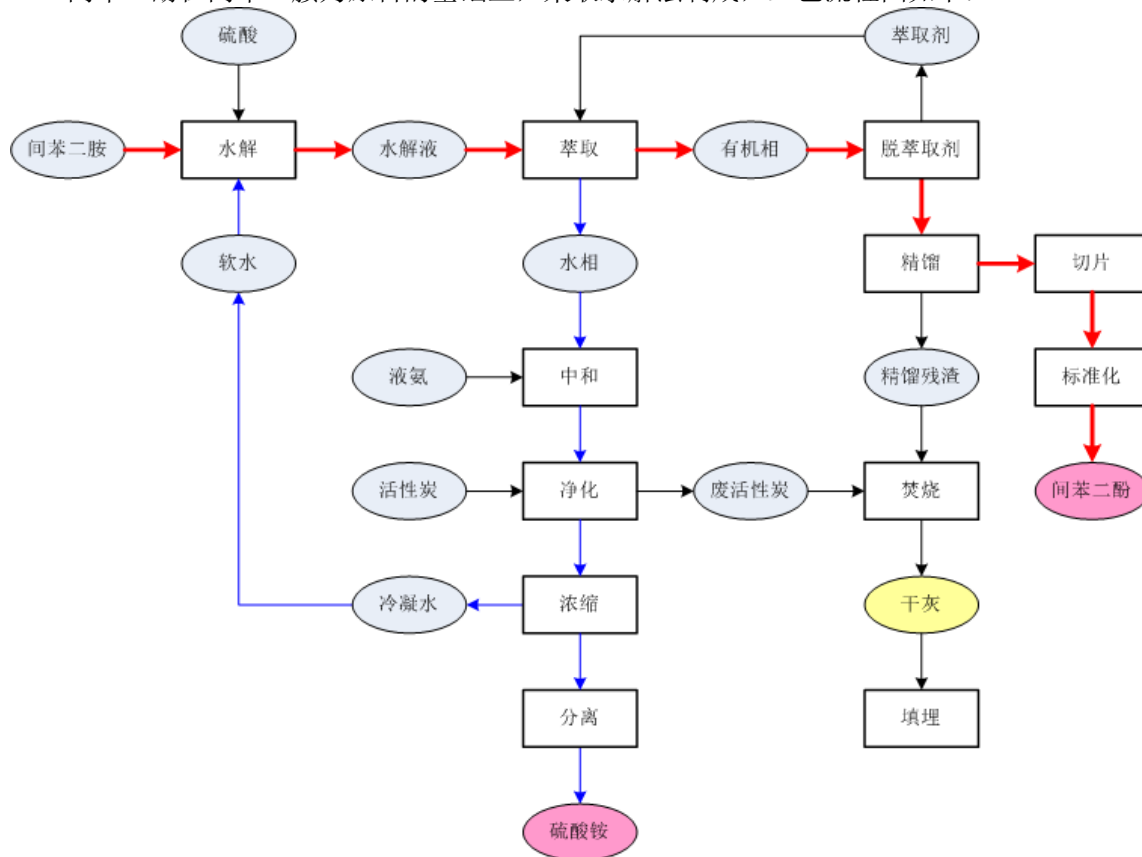 硫酸
萃取剂
间苯二胺
水解
水解液
萃取
有机相
脱萃取剂
软水
水相
精馏
切片
液氨
中和
精馏残渣
标准化
活性炭
净化
废活性炭
焚烧
间苯二酚
冷凝水
浓缩
干灰
分离
填埋
硫酸铵